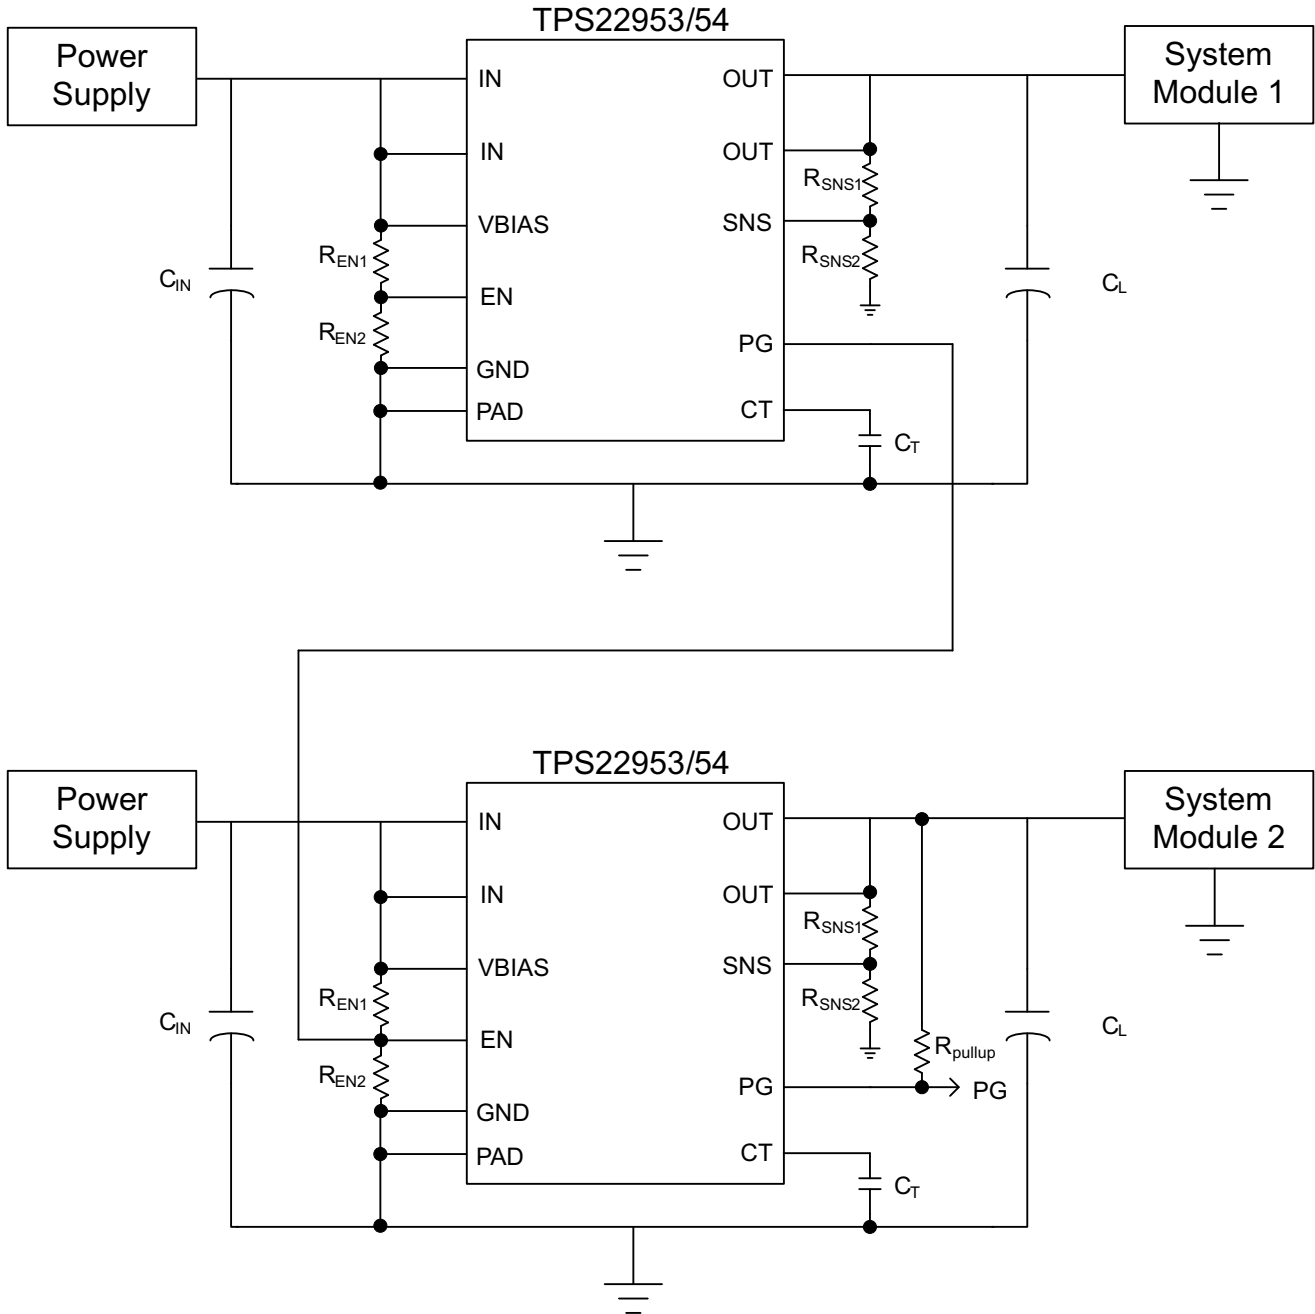 TPS22953/54
Power
Supply
System
Module 1
IN
OUT
IN
OUT
RSNS1
VBIAS
SNS
REN1
RSNS2
CIN
EN
CL
REN2
PG
GND
PAD
CT
CT
TPS22953/54
Power
Supply
System
Module 2
IN
OUT
IN
OUT
RSNS1
VBIAS
SNS
REN1
RSNS2
CIN
EN
CL
Rpullup
REN2
PG
PG
GND
PAD
CT
CT